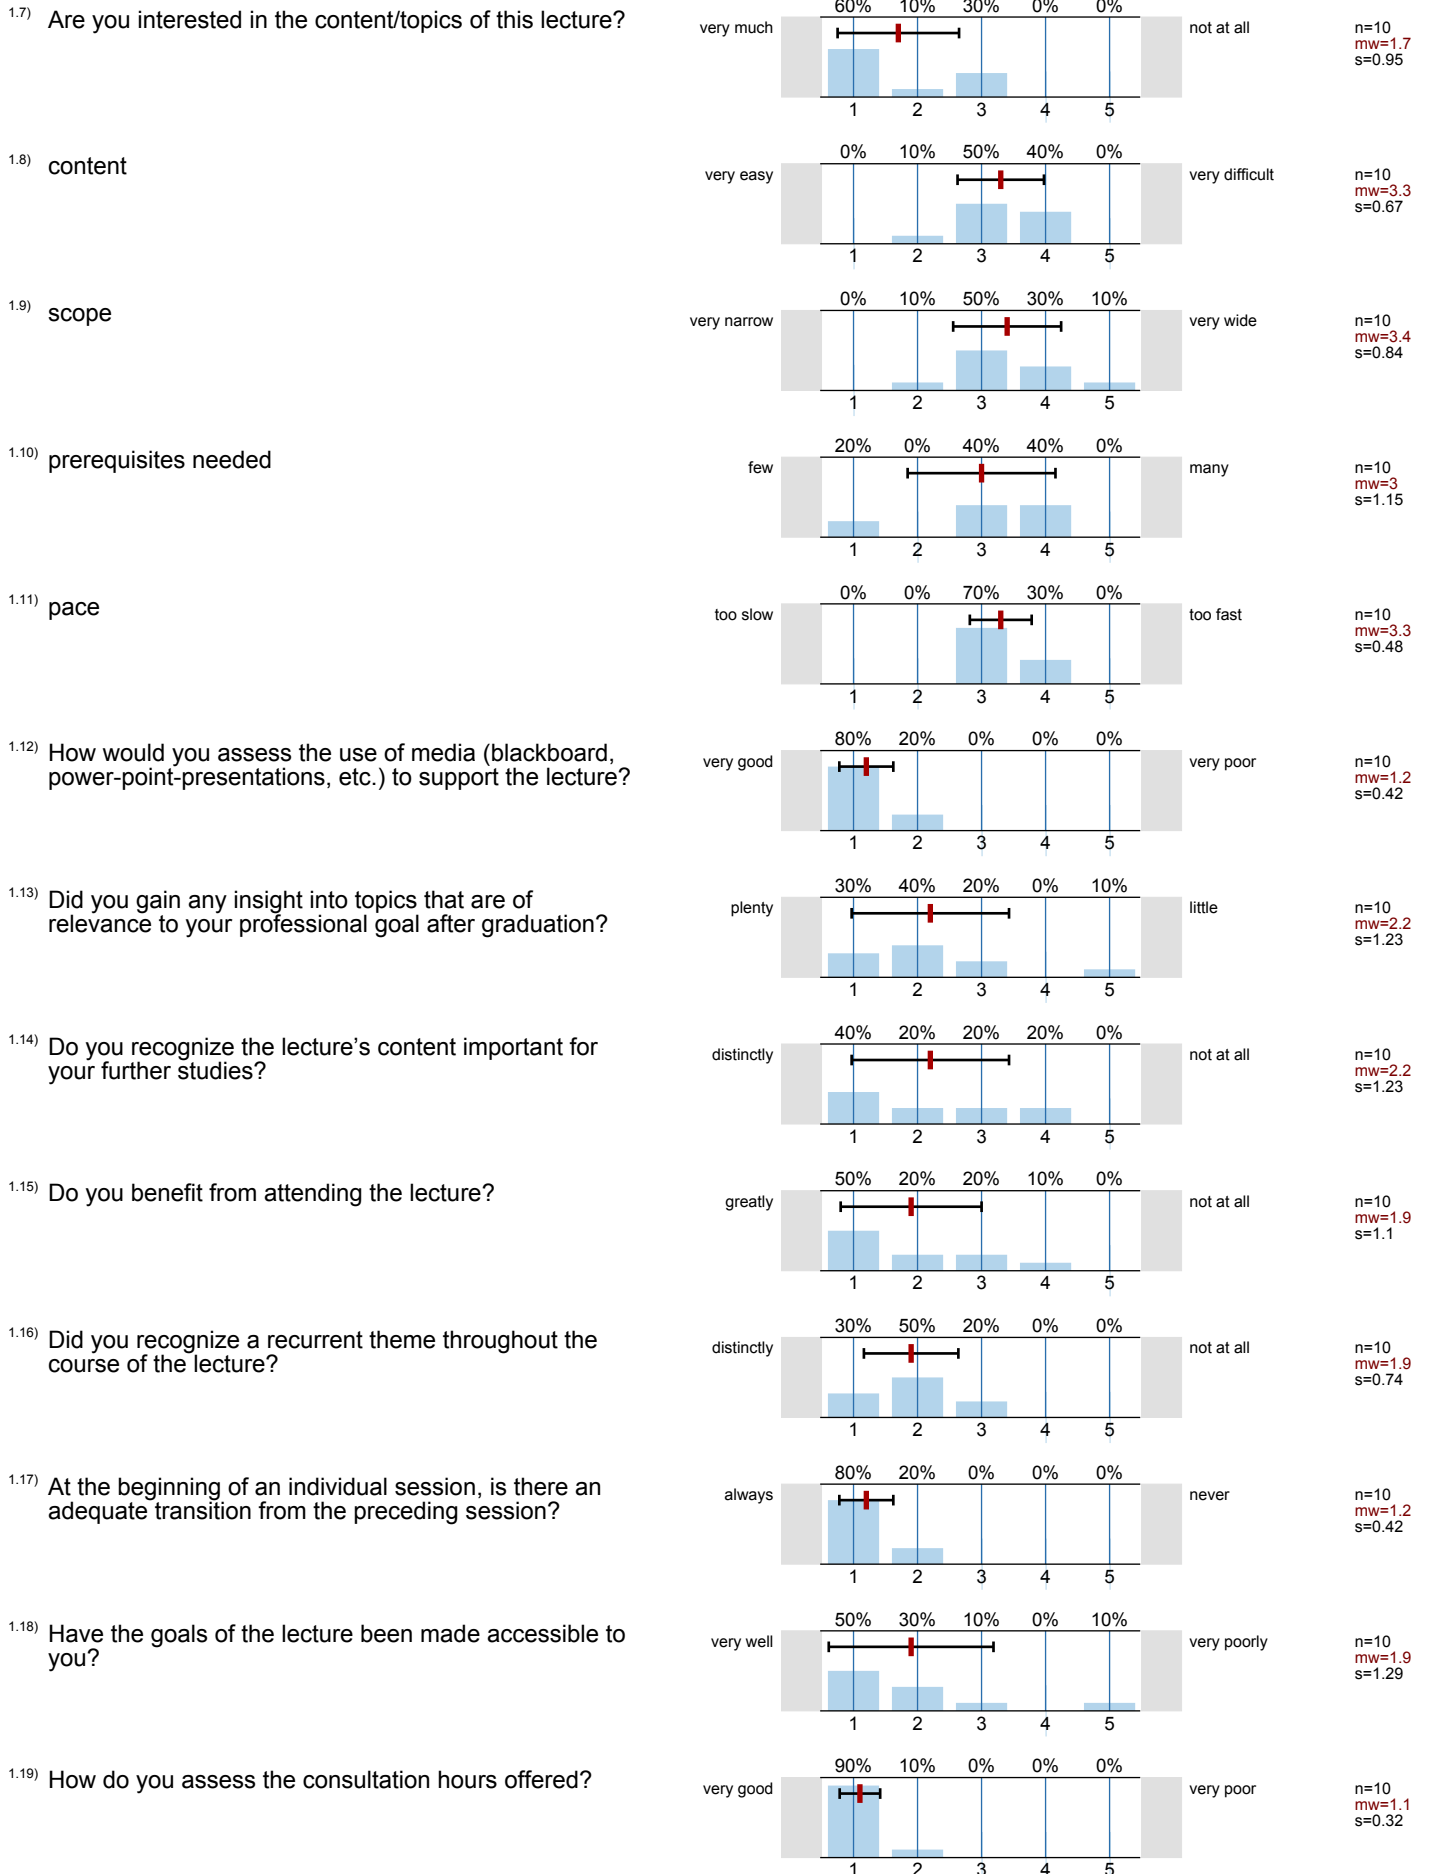 1.7) Are you interested in the content/topics of this lecture?
60% 10% 30% 0% 0%
very much not at all
n=10
mw=1.7
s=0.95
1 2 3 4 5
1.8) content
0% 10% 50% 40% 0%
very easy very difficult
n=10
mw=3.3
s=0.67
1 2 3 4 5
1.9) scope
0% 10% 50% 30% 10%
very narrow very wide
n=10
mw=3.4
s=0.84
1 2 3 4 5
1.10) prerequisites needed
20% 0% 40% 40% 0%
few many
n=10
mw=3
s=1.15
1 2 3 4 5
1.11) pace
0% 0% 70% 30% 0%
too slow too fast
n=10
mw=3.3
s=0.48
1 2 3 4 5
1.12) How would you assess the use of media (blackboard,
power-point-presentations, etc.) to support the lecture?
80% 20% 0% 0% 0%
very good very poor
n=10
mw=1.2
s=0.42
1 2 3 4 5
1.13) Did you gain any insight into topics that are of
relevance to your professional goal after graduation?
30% 40% 20% 0% 10%
plenty little
n=10
mw=2.2
s=1.23
1 2 3 4 5
1.14) Do you recognize the lecture's content important for
your further studies?
40% 20% 20% 20% 0%
distinctly not at all
n=10
mw=2.2
s=1.23
1 2 3 4 5
1.15) Do you benefit from attending the lecture?
50% 20% 20% 10% 0%
greatly not at all
n=10
mw=1.9
s=1.1
1 2 3 4 5
1.16) Did you recognize a recurrent theme throughout the
course of the lecture?
30% 50% 20% 0% 0%
distinctly not at all
n=10
mw=1.9
s=0.74
1 2 3 4 5
1.17) At the beginning of an individual session, is there an
adequate transition from the preceding session?
80% 20% 0% 0% 0%
always never
n=10
mw=1.2
s=0.42
1 2 3 4 5
1.18) Have the goals of the lecture been made accessible to
you?
50% 30% 10% 0% 10%
very well very poorly
n=10
mw=1.9
s=1.29
1 2 3 4 5
1.19) How do you assess the consultation hours offered?
90% 10% 0% 0% 0%
very good very poor
n=10
mw=1.1
s=0.32
1 2 3 4 5